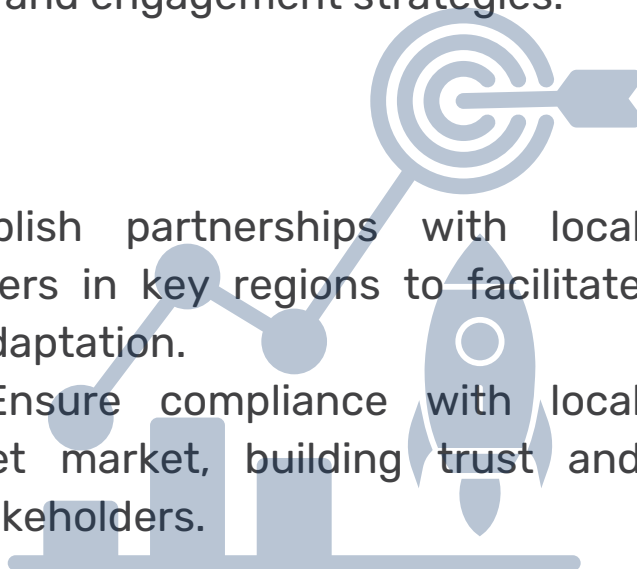 and engagement strategies.
blish partnerships with local
ers in key regions to facilitate
daptation.
Ensure compliance with local
et market, building trust and
keholders.